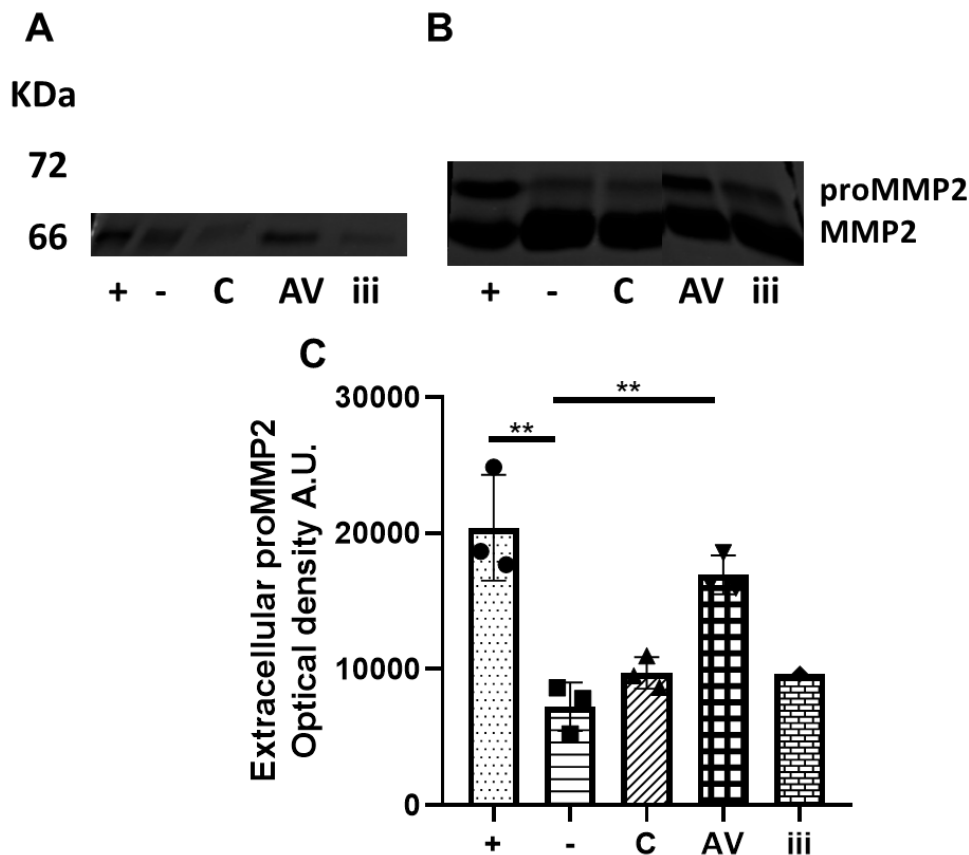 A
B
KDa
72
66
+ - C AV iii
proMMP2
MMP2
+ - C AV iii
C
Extracellular proMMP2
Optical density A.U.
30000
20000
10000
0
**
**
+ - C AV iii